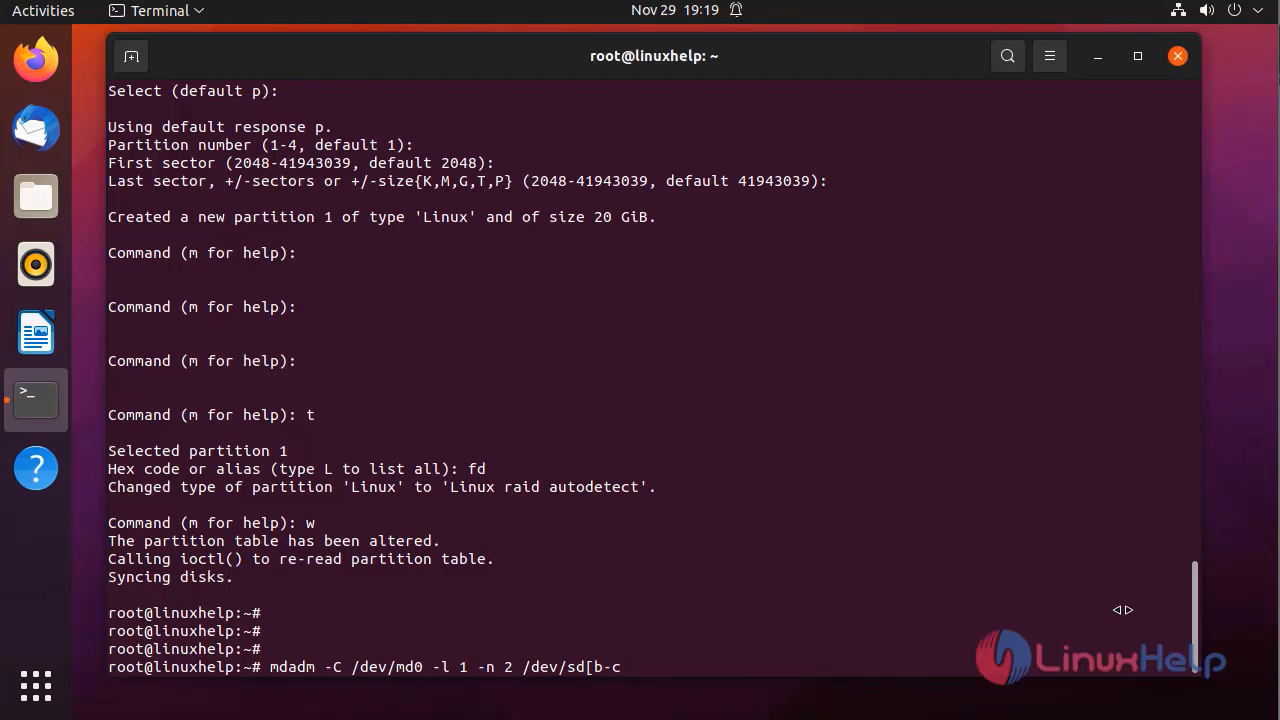 Activities
Terminal
Nov 29 19:19
root@linuxhelp: ~
Select (default p):
Using default response p.
Partition number (1-4, default 1):
First sector (2048-41943039, default 2048):
Last sector, +/-sectors or +/-size{K,M,G,T,P} (2048-41943039, default 41943039):
Created a new partition 1 of type 'Linux' and of size 20 GiB.
Command (m for help):
Command (m for help):
Command (m for help):
Command (m for help): t
Selected partition 1
Hex code or alias (type L to list all): fd
Changed type of partition 'Linux' to 'Linux raid autodetect'.
Command (m for help): w
The partition table has been altered.
Calling ioctl() to re-read partition table.
Syncing disks.
root@linuxhelp:~#
root@linuxhelp:~#
root@linuxhelp:~#
root@linuxhelp:~# mdadm -C /dev/md0 -l 1 -n 2 /dev/sd[b-c
LinuxHelp